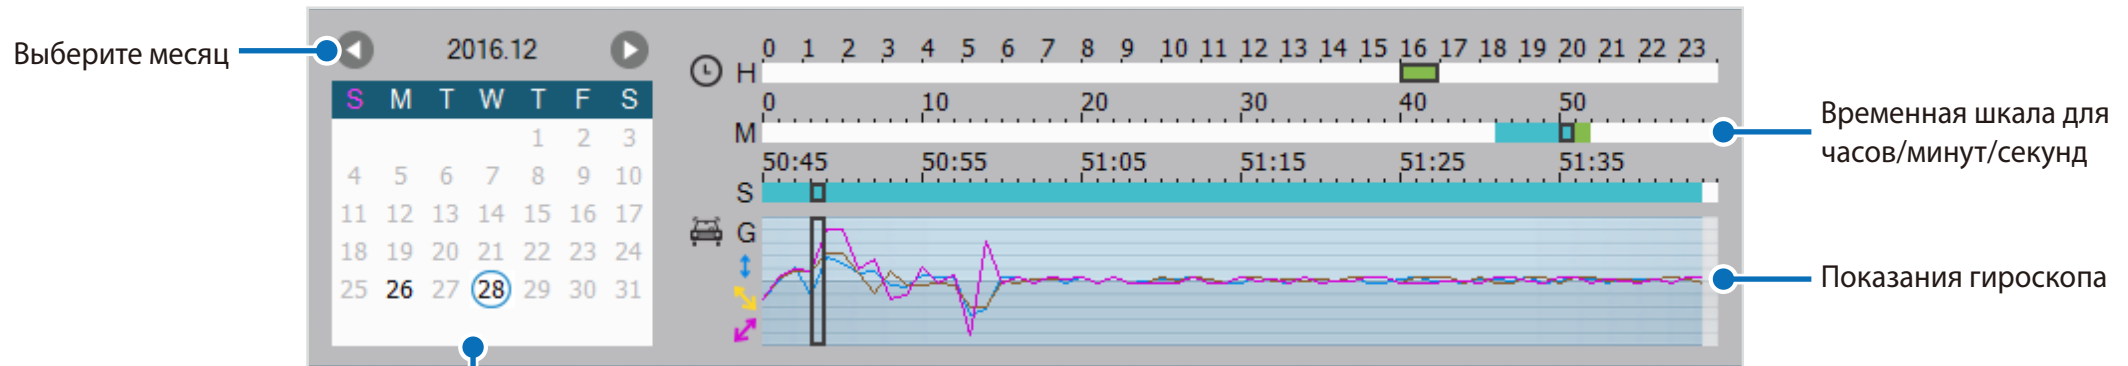 Выберите месяц
2016.12
S M T W T F S
1 2 3
4 5 6 7 8 9 10
11 12 13 14 15 16 17
18 19 20 21 22 23 24
25 26 27 28 29 30 31
0 1 2 3 4 5 6 7 8 9 10 11 12 13 14 15 16 17 18 19 20 21 22 23
H
0 10 20 30 40 50
M
50:45 50:55 51:05 51:15 51:25 51:35
S
G
Временная шкала для
часов/минут/секунд
Показания гироскопа